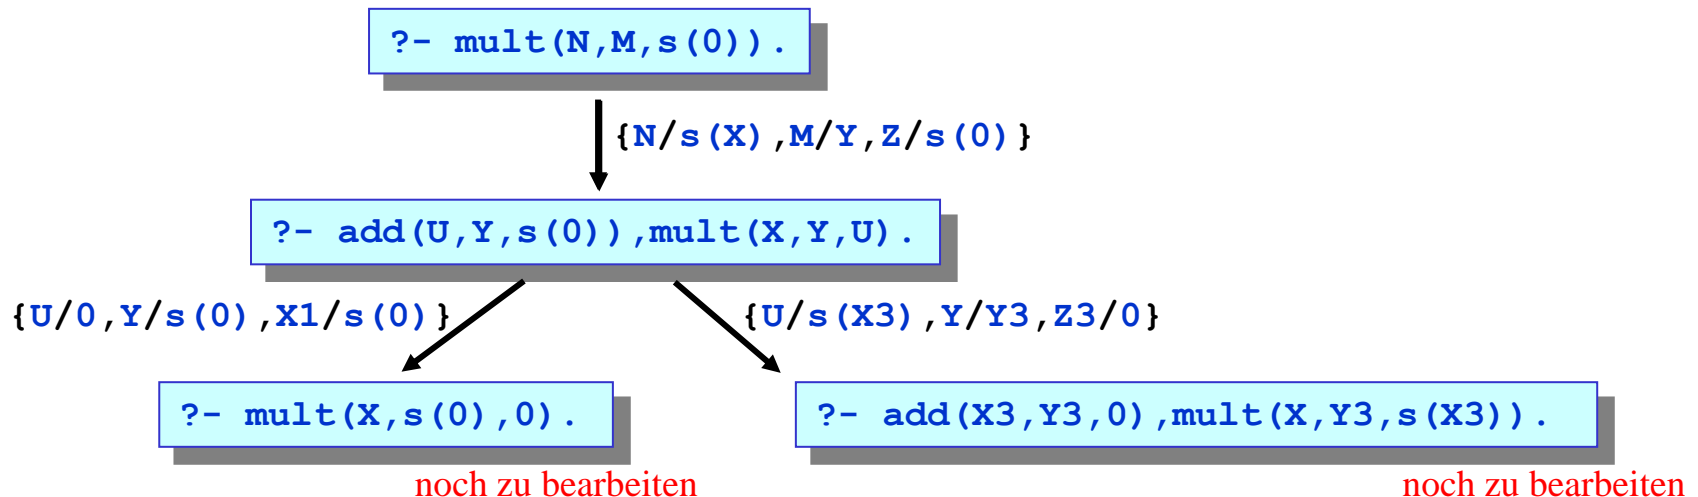 ?- mult(N,M,s(0)).
{N/s(X),M/Y,Z/s(0)}
?- add(U,Y,s(0)),mult(X,Y,U).
{U/0,Y/s(0),X1/s(0)}
{U/s(X3),Y/Y3,Z3/0}
?- mult(X,s(0),0).
?- add(X3,Y3,0),mult(X,Y3,s(X3)).
noch zu bearbeiten
noch zu bearbeiten